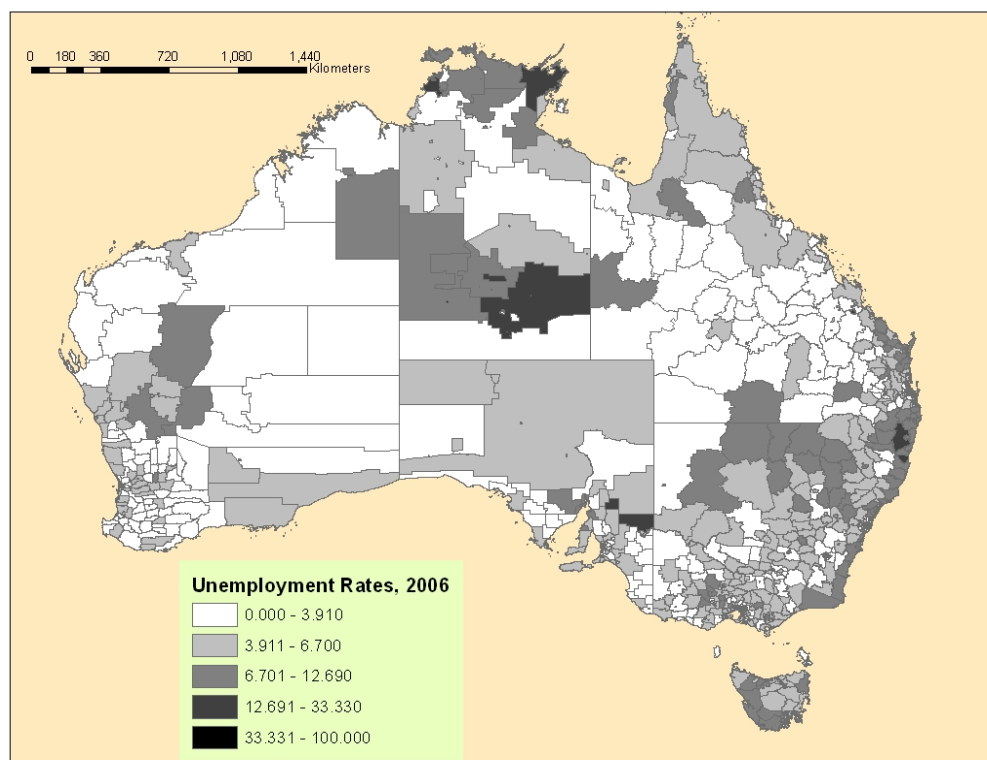 0 180 360 720 1,080 1,440
Kilometers
Unemployment Rates, 2006
0.000 - 3.910
3.911 - 6.700
6.701 - 12.690
12.691 - 33.330
33.331 - 100.000